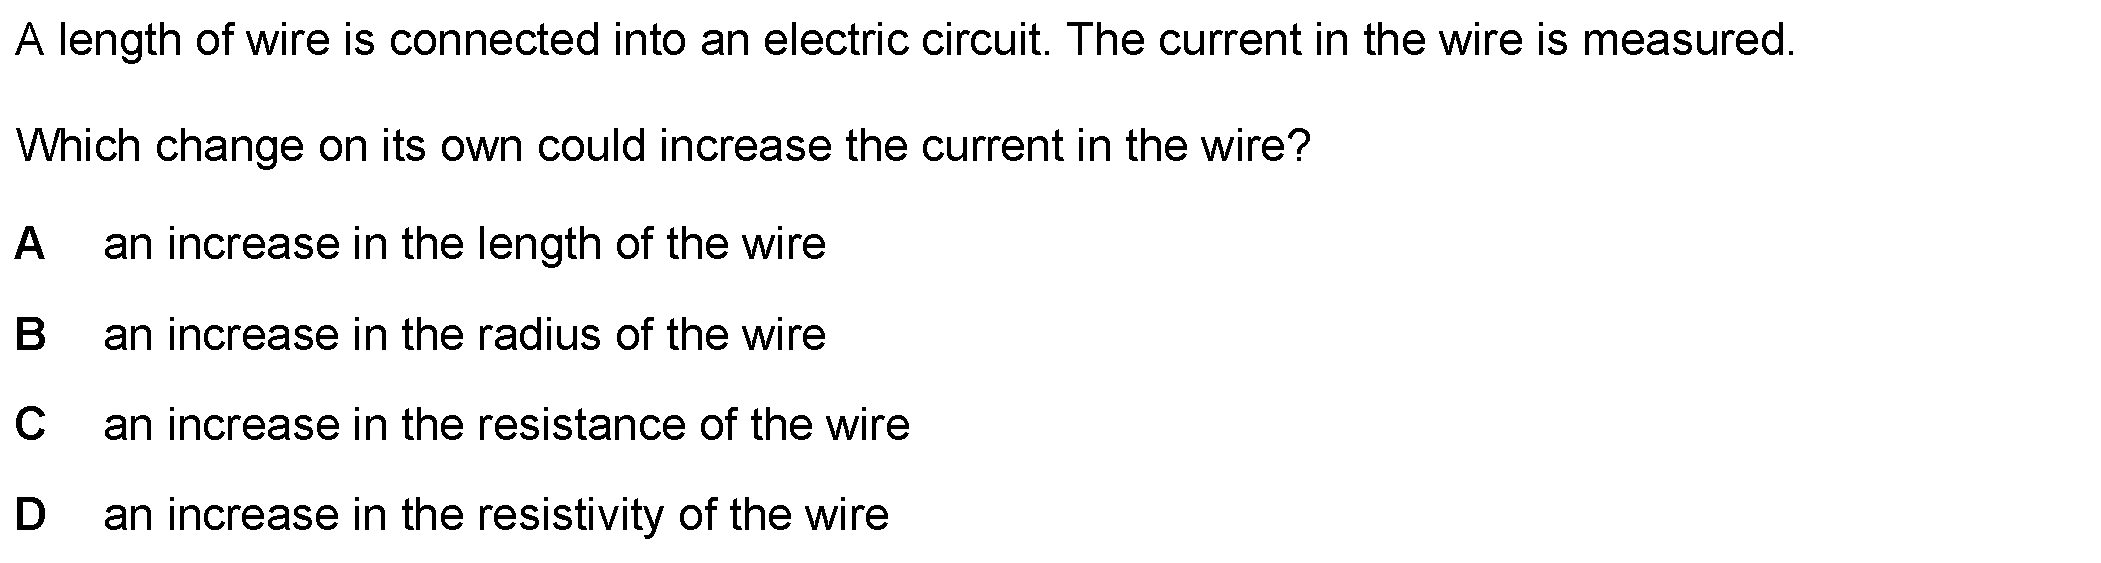 A length of wire is connected into an electric circuit. The current in the wire is measured.
Which change on its own could increase the current in the wire?
A an increase in the length of the wire
B an increase in the radius of the wire
C an increase in the resistance of the wire
D an increase in the resistivity of the wire